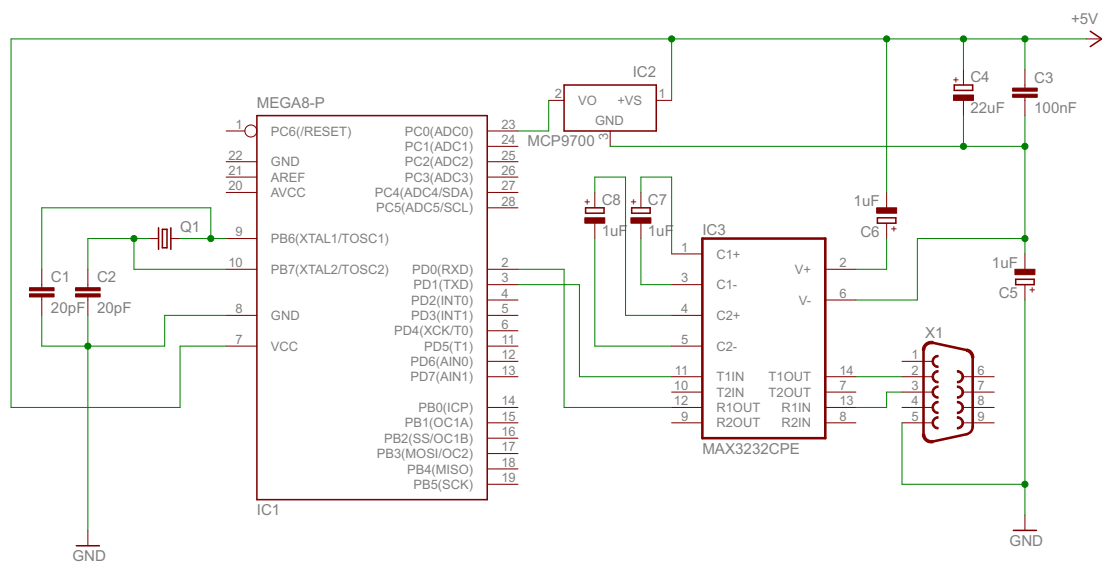 +5V
IC2
C4
C3
2 VO +VS 1
22uF
100nF
GND
3
MCP9700
MEGA8-P
1 PC6(/RESET) PC0(ADC0) 23
PC1(ADC1) 24
22 GND PC2(ADC2) 25
21 AREF PC3(ADC3) 26
20 AVCC PC4(ADC4/SDA) 27
PC5(ADC5/SCL) 28
Q1
9 PB6(XTAL1/TOSC1)
10 PB7(XTAL2/TOSC2) PD0(RXD) 2
PD1(TXD) 3
PD2(INT0) 4
8 GND PD3(INT1) 5
PD4(XCK/T0) 6
7 VCC PD5(T1) 11
PD6(AIN0) 12
PD7(AIN1) 13
PB0(ICP) 14
PB1(OC1A) 15
PB2(SS/OC1B) 16
PB3(MOSI/OC2) 17
PB4(MISO) 18
PB5(SCK) 19
IC1
C1
20pF
C2
20pF
GND
+
C8
1uF
+
C7
1uF
IC3
1 C1+
V+ 2
3 C1-
V- 6
4 C2+
5 C2-
11 T1IN T1OUT 14
10 T2IN T2OUT 7
12 R1OUT R1IN 13
9 R2OUT R2IN 8
MAX3232CPE
1uF
C6
+
1uF
C5
+
+
X1
1
2 6
3 7
4 8
5 9
GND